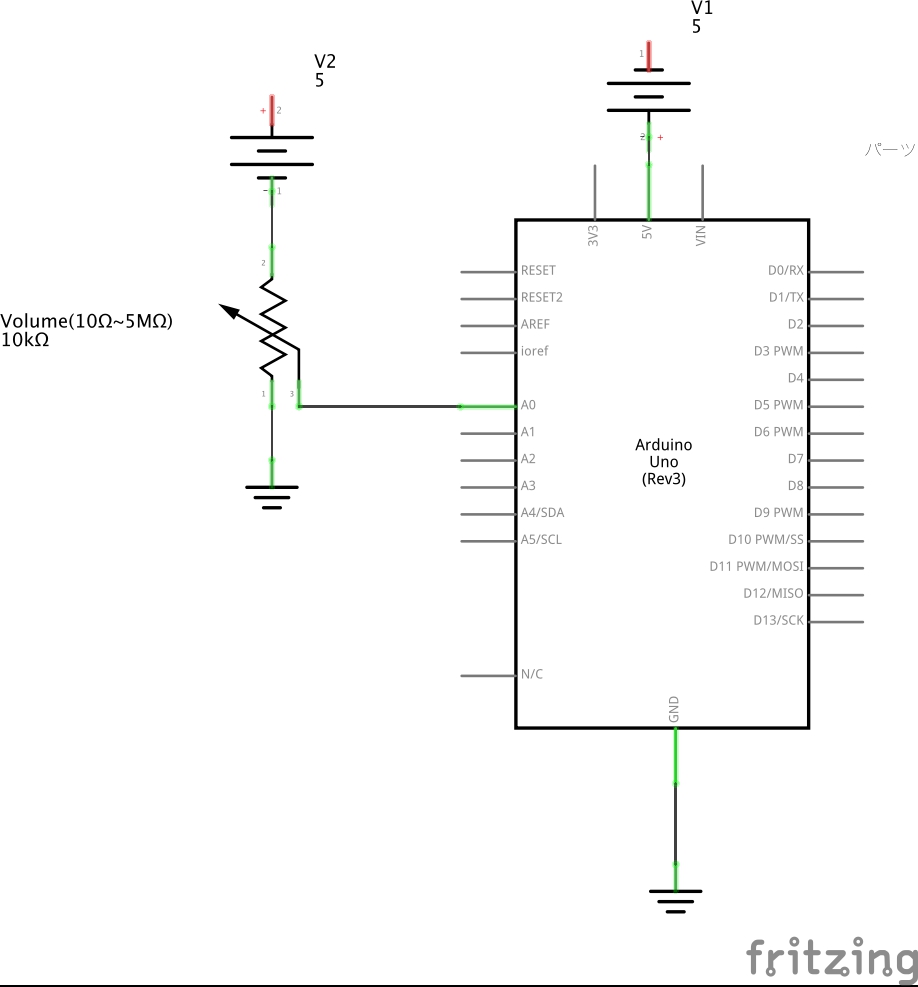 V1
5
V2
5
1
+ 2
2 +
- 1
パーツ
3V3
5V
VIN
2
Volume(10Ω~5MΩ)
10kΩ
1
3
RESET
RESET2
AREF
ioref
A0
A1
A2
A3
A4/SDA
A5/SCL
N/C
Arduino
Uno
(Rev3)
D0/RX
D1/TX
D2
D3 PWM
D4
D5 PWM
D6 PWM
D7
D8
D9 PWM
D10 PWM/SS
D11 PWM/MOSI
D12/MISO
D13/SCK
GND
fritzing